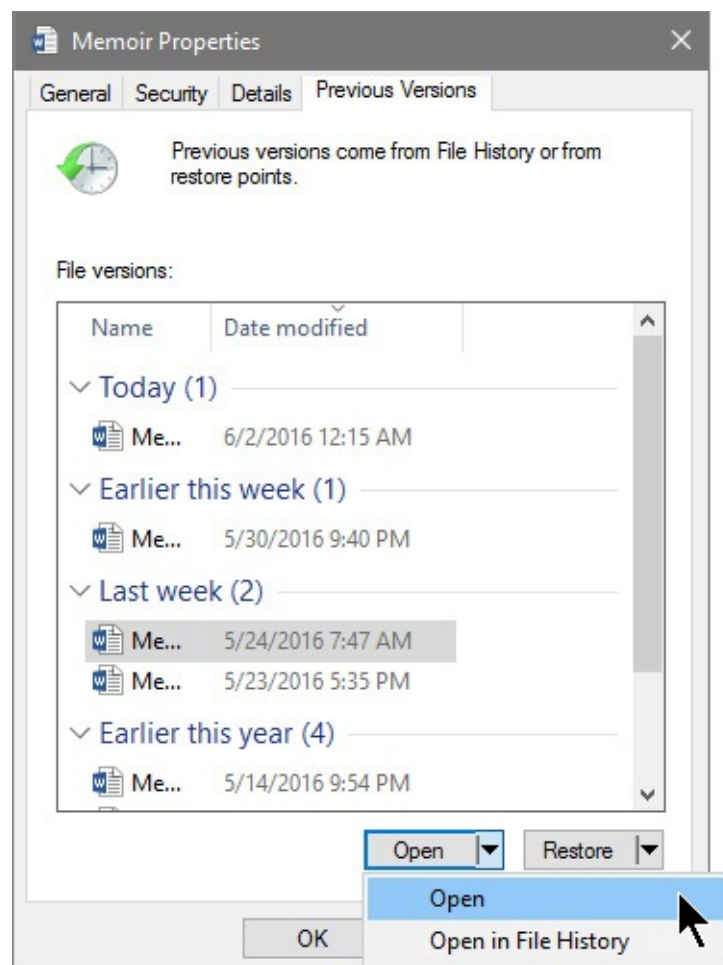 Memoir Properties
General Security Details Previous Versions
Previous versions come from File History or from
restore points.
File versions:
Name Date modified
Today (1)
Me... 6/2/2016 12:15 AM
Earlier this week (1)
Me... 5/30/2016 9:40 PM
Last week (2)
Me... 5/24/2016 7:47 AM
Me... 5/23/2016 5:35 PM
Earlier this year (4)
Me... 5/14/2016 9:54 PM
Open Restore
Open
OK Open in File History